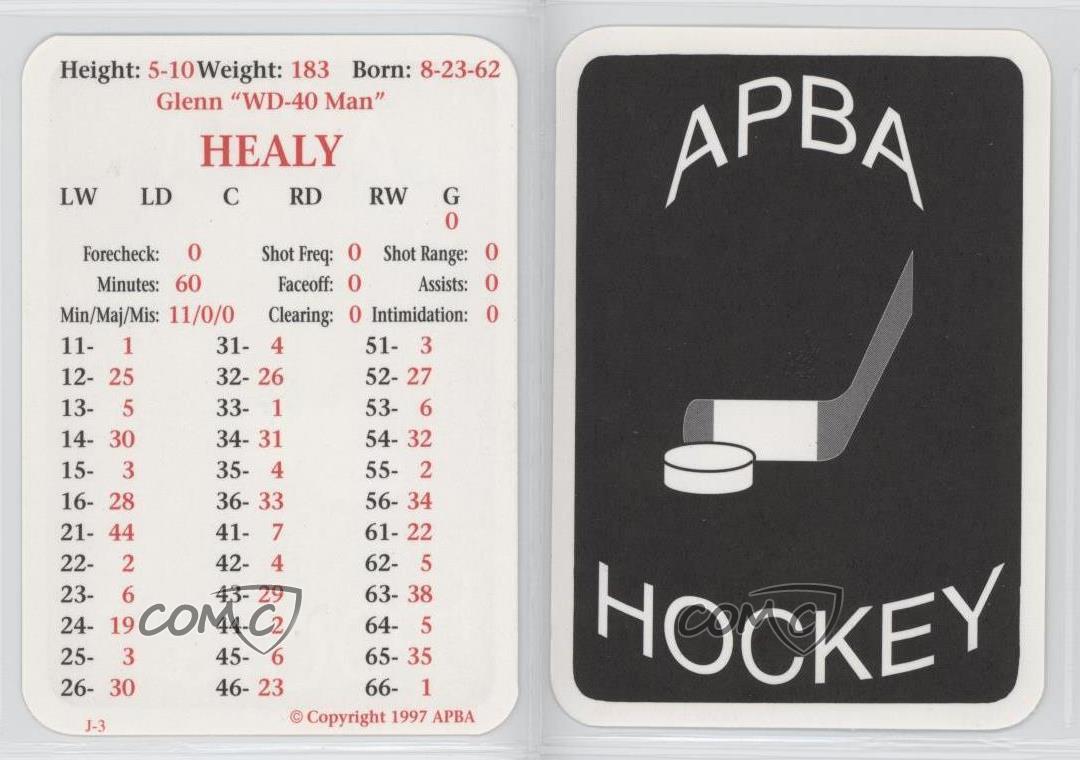 Height: 5-10 Weight: 183 Born: 8-23-62
Glenn “WD-40 Man”
HEALY
LW LD C RD RW G
0
Forecheck: 0 Shot Freq: 0 Shot Range: 0
Minutes: 60 Faceoff: 0 Assists: 0
Min/Maj/Mis: 11/0/0 Clearing: 0 Intimidation: 0
11- 1 31- 4 51- 3
12- 25 32- 26 52- 27
13- 5 33- 1 53- 6
14- 30 34- 31 54- 32
15- 3 35- 4 55- 2
16- 28 36- 33 56- 34
21- 44 41- 7 61- 22
22- 2 42- 4 62- 5
23- 6 43- 29 63- 38
24- 19 44- 2 64- 5
25- 3 45- 6 65- 35
26- 30 46- 23 66- 1
J-3 © Copyright 1997 APBA
COMC
APBA
HOCKEY
COMC